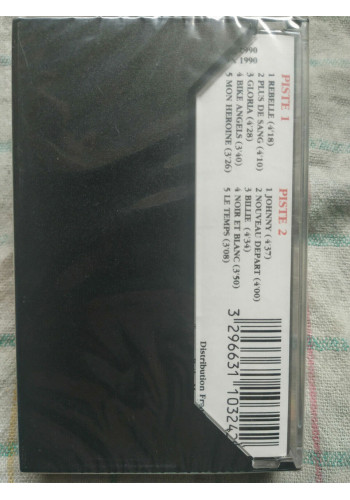 1990
1990
PISTE 1
1 REBELLE (4'18)
2 PLUS DE SANG (4'10)
3 GLORIA (4'28)
4 BIKE ANGELS (3'40)
5 MON HEROINE (3'26)
PISTE 2
1 JOHNNY (4'37)
2 NOUVEAU DEPART (4'00)
3 BILLIE (4'34)
4 NOIR ET BLANC (3'50)
5 LE TEMPS (3'08)
3 296631 103242
Distribution